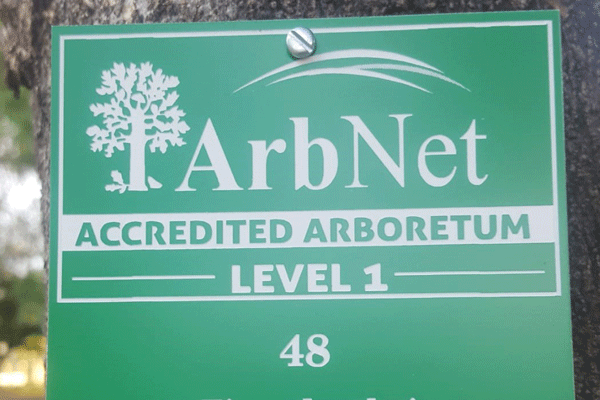 ArbNet
ACCREDITED ARBORETUM
LEVEL 1
48